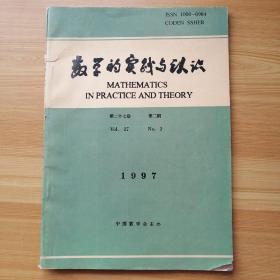 ISSN 1000-0984
CODEN SSHER
数学的实践与认识
MATHEMATICS
IN PRACTICE AND THEORY
第二十七卷 第二期
Vol. 27 No. 2
1997
中国数学会主办